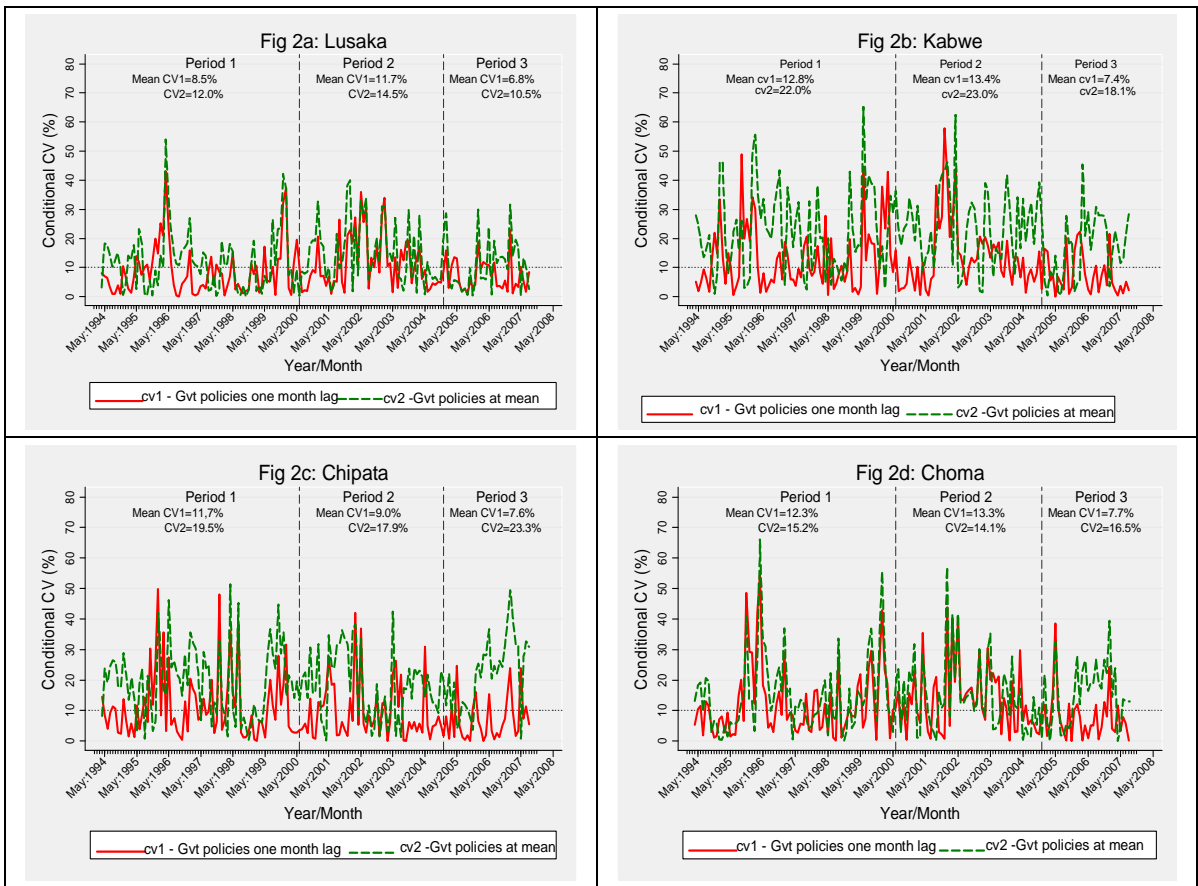 Fig 2a: Lusaka
Period 1
Period 2
Period 3
Mean CV1=8.5%
Mean CV1=11.7%
Mean CV1=6.8%
CV2=12.0%
CV2=14.5%
CV2=10.5%
Conditional CV (%)
80
70
60
50
40
30
20
10
0
May:1994
May:1995
May:1996
May:1997
May:1998
May:1999
May:2000
May:2001
May:2002
May:2003
May:2004
May:2005
May:2006
May:2007
May:2008
Year/Month
cv1 - Gvt policies one month lag
cv2 -Gvt policies at mean
Fig 2b: Kabwe
Period 1
Period 2
Period 3
Mean cv1=12.8%
Mean cv1=13.4%
Mean CV1=7.4%
cv2=22.0%
cv2=23.0%
cv2=18.1%
Conditional CV (%)
80
70
60
50
40
30
20
10
0
May:1994
May:1995
May:1996
May:1997
May:1998
May:1999
May:2000
May:2001
May:2002
May:2003
May:2004
May:2005
May:2006
May:2007
May:2008
Year/Month
cv1 - Gvt policies one month lag
cv2 -Gvt policies at mean
Fig 2c: Chipata
Period 1
Period 2
Period 3
Mean CV1=11,7%
Mean CV1=9.0%
Mean CV1=7.6%
CV2=19.5%
CV2=17.9%
CV2=23.3%
Conditional CV (%)
80
70
60
50
40
30
20
10
0
May:1994
May:1995
May:1996
May:1997
May:1998
May:1999
May:2000
May:2001
May:2002
May:2003
May:2004
May:2005
May:2006
May:2007
May:2008
Year/Month
cv1 - Gvt policies one month lag
cv2 -Gvt policies at mean
Fig 2d: Choma
Period 1
Period 2
Period 3
Mean CV1=12.3%
Mean CV1=13.3%
Mean CV1=7.7%
CV2=15.2%
CV2=14.1%
CV2=16.5%
Conditional CV (%)
80
70
60
50
40
30
20
10
0
May:1994
May:1995
May:1996
May:1997
May:1998
May:1999
May:2000
May:2001
May:2002
May:2003
May:2004
May:2005
May:2006
May:2007
May:2008
Year/Month
cv1 - Gvt policies one month lag
cv2 -Gvt policies at mean